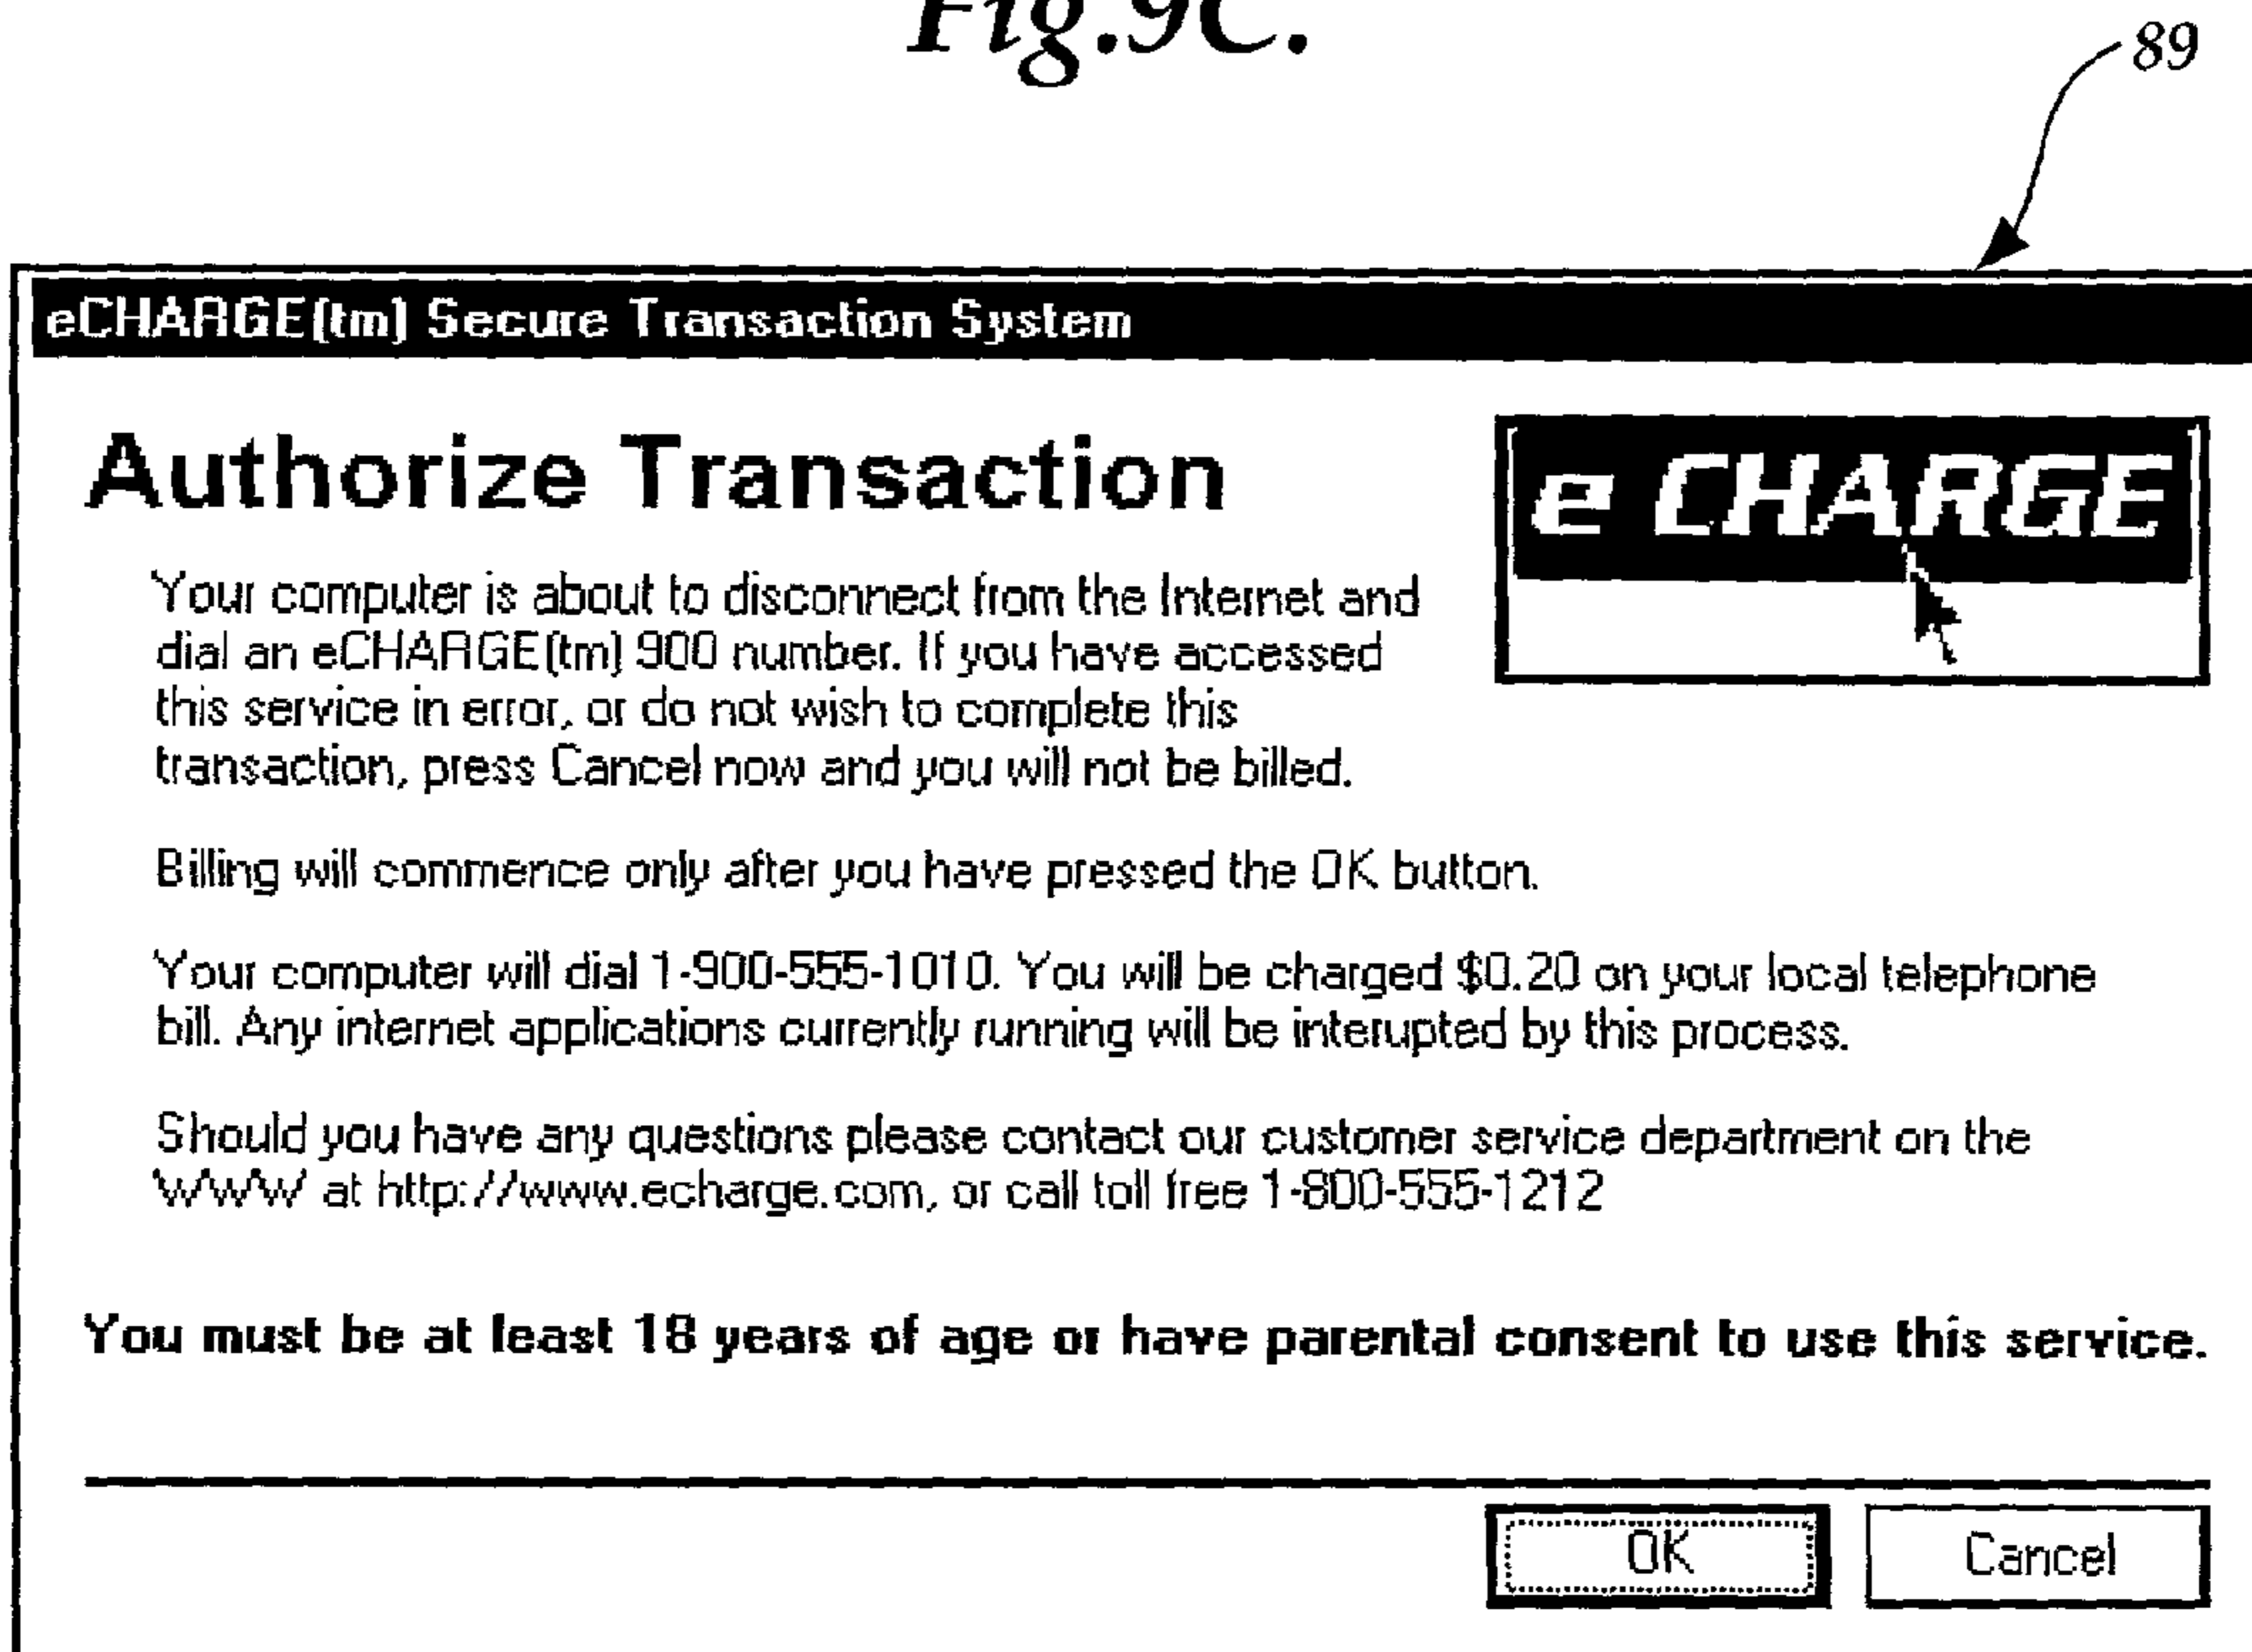 Fig.9C.
89
eCHARGE(tm) Secure Transaction System
Authorize Transaction
e CHARGE
Your computer is about to disconnect from the Internet and
dial an eCHARGE(tm) 900 number. If you have accessed
this service in error, or do not wish to complete this
transaction, press Cancel now and you will not be billed.
Billing will commence only after you have pressed the OK button.
Your computer will dial 1-900-555-1010. You will be charged $0.20 on your local telephone
bill. Any internet applications currently running will be interupted by this process.
Should you have any questions please contact our customer service department on the
WWW at http://www.echarge.com, or call toll free 1-800-555-1212
You must be at least 18 years of age or have parental consent to use this service.
OK
Cancel